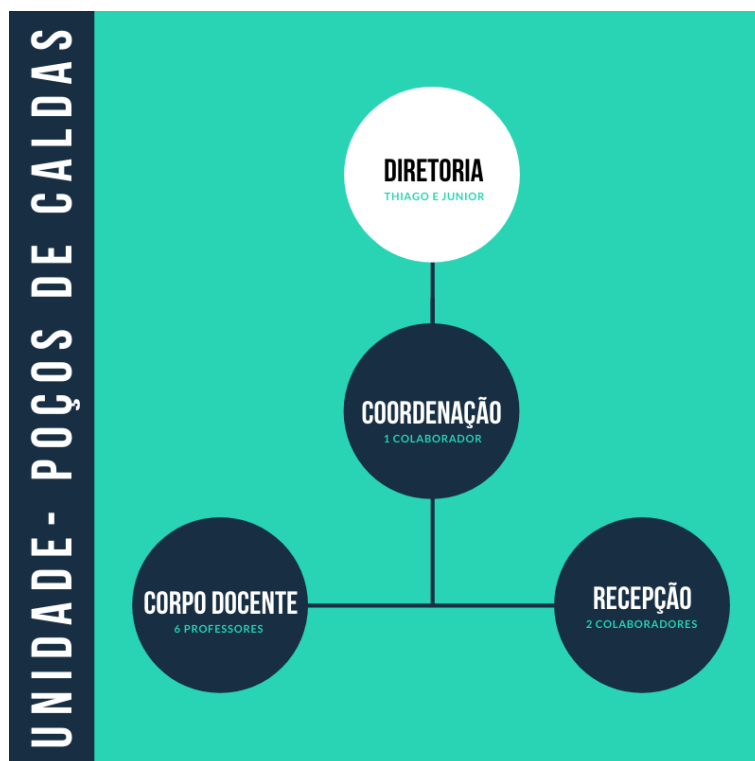 UNIDADE- POÇOS DE CALDAS
DIRETORIA
THIAGO E JUNIOR
COORDENAÇÃO
1 COLABORADOR
CORPO DOCENTE
6 PROFESSORES
RECEPÇÃO
2 COLABORADORES